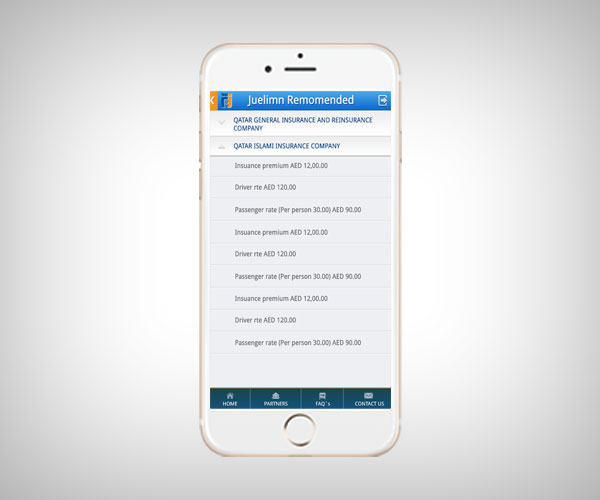 Juelimn Remomended
QATAR GENERAL INSURANCE AND REINSURANCE
COMPANY
QATAR ISLAMI INSURANCE COMPANY
Insuance premium AED 12,00.00
Driver rte AED 120.00
Passenger rate (Per person 30.00) AED 90.00
Insuance premium AED 12,00.00
Driver rte AED 120.00
Passenger rate (Per person 30.00) AED 90.00
Insuance premium AED 12,00.00
Driver rte AED 120.00
Passenger rate (Per person 30.00) AED 90.00
HOME PARTNERS FAQ`s CONTACT US